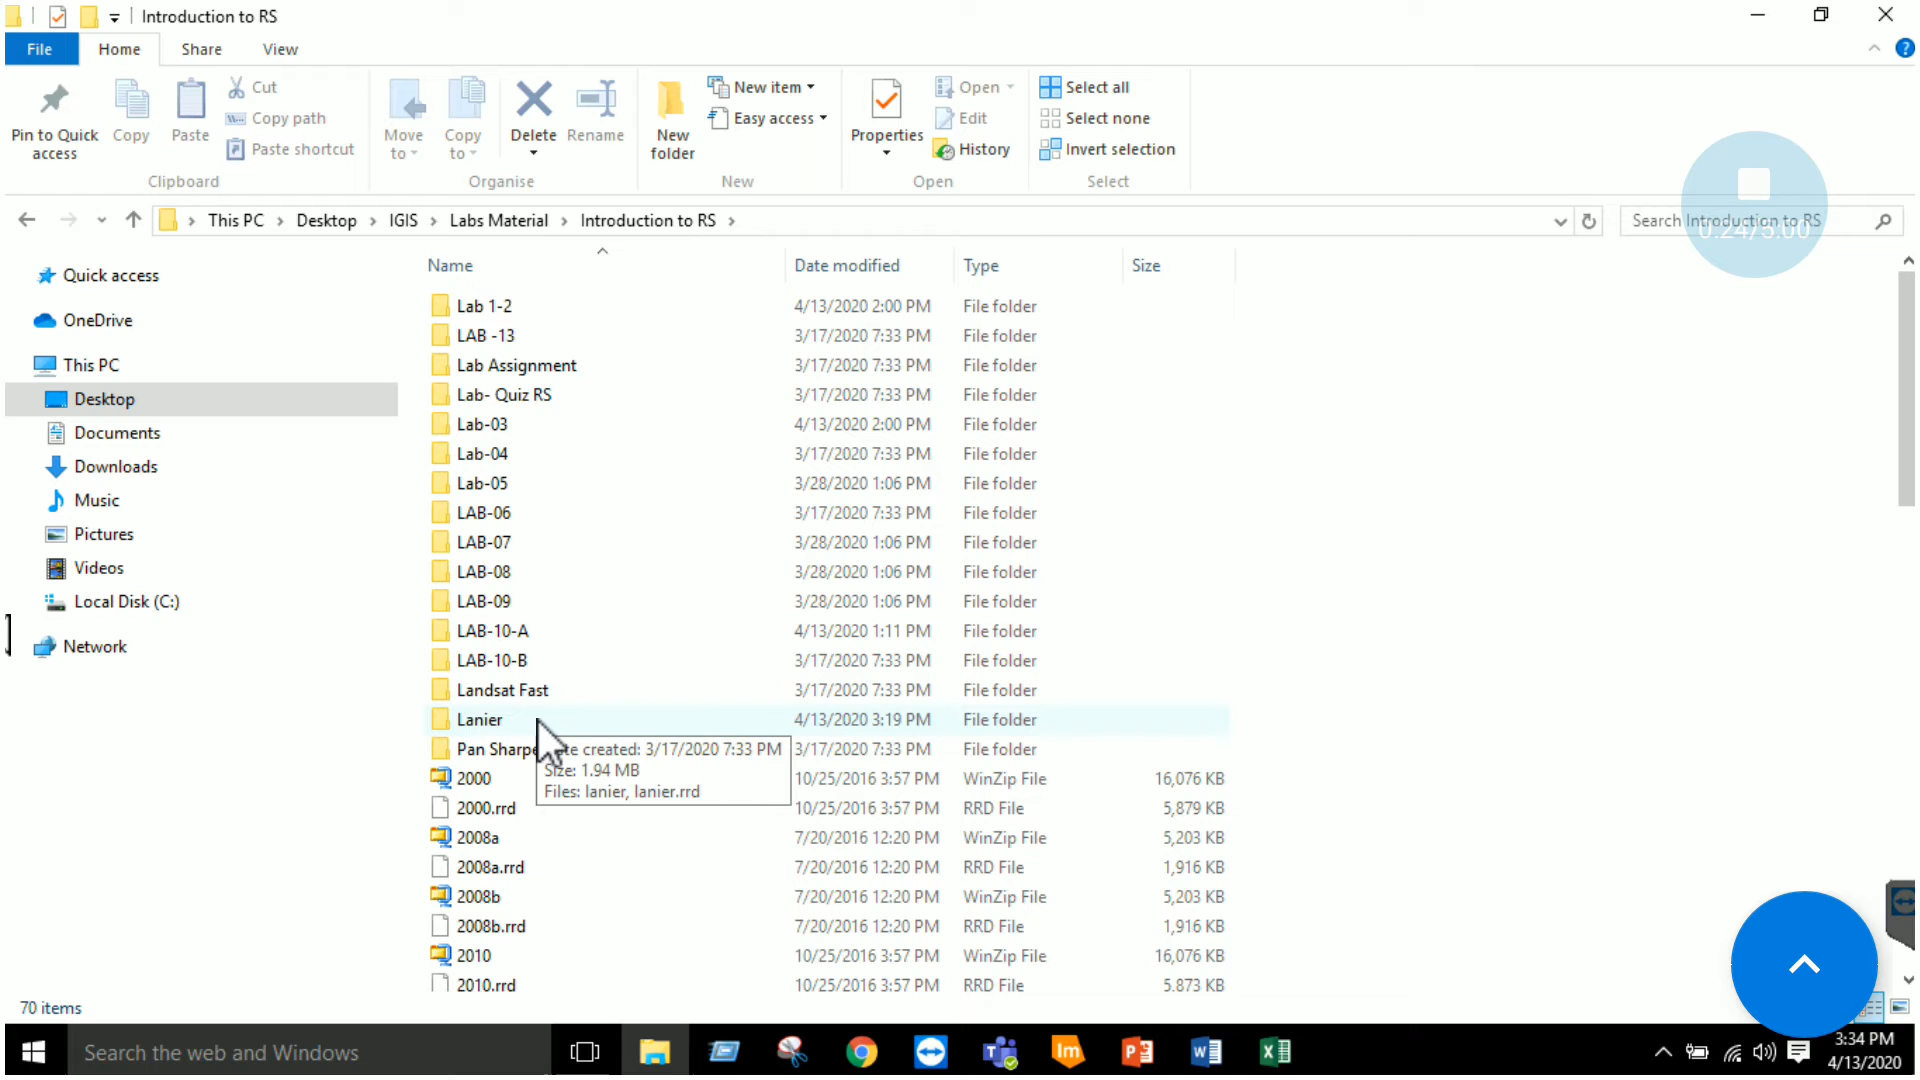 Introduction to RS
File Home Share View
Pin to Quick access
Copy
Paste
Cut
Copy path
Paste shortcut
Clipboard
Move to
Copy to
Delete
Rename
Organise
New folder
New item
Easy access
New
Properties
Open
Edit
History
Open
Select all
Select none
Invert selection
Select
This PC Desktop IGIS Labs Material Introduction to RS
Search Introduction to RS
0.24/5.00
Quick access
OneDrive
This PC
Desktop
Documents
Downloads
Music
Pictures
Videos
Local Disk (C:)
Network
Name Date modified Type Size
Lab 1-2 4/13/2020 2:00 PM File folder
LAB -13 3/17/2020 7:33 PM File folder
Lab Assignment 3/17/2020 7:33 PM File folder
Lab- Quiz RS 3/17/2020 7:33 PM File folder
Lab-03 4/13/2020 2:00 PM File folder
Lab-04 3/17/2020 7:33 PM File folder
Lab-05 3/28/2020 1:06 PM File folder
LAB-06 3/17/2020 7:33 PM File folder
LAB-07 3/28/2020 1:06 PM File folder
LAB-08 3/28/2020 1:06 PM File folder
LAB-09 3/28/2020 1:06 PM File folder
LAB-10-A 4/13/2020 1:11 PM File folder
LAB-10-B 3/17/2020 7:33 PM File folder
Landsat Fast 3/17/2020 7:33 PM File folder
Lanier 4/13/2020 3:19 PM File folder
Pan 3/17/2020 7:33 PM File folder
created: 3/17/2020 7:33 PM
Size: 1.94 MB
Files: lanier, lanier.rrd
2000 10/25/2016 3:57 PM WinZip File 16,076 KB
2000.rrd 10/25/2016 3:57 PM RRD File 5,879 KB
2008a 7/20/2016 12:20 PM WinZip File 5,203 KB
2008a.rrd 7/20/2016 12:20 PM RRD File 1,916 KB
2008b 7/20/2016 12:20 PM WinZip File 5,203 KB
2008b.rrd 7/20/2016 12:20 PM RRD File 1,916 KB
2010 10/25/2016 3:57 PM WinZip File 16,076 KB
2010.rrd 10/25/2016 3:57 PM RRD File 5,873 KB
70 items
Search the web and Windows
3:34 PM
4/13/2020